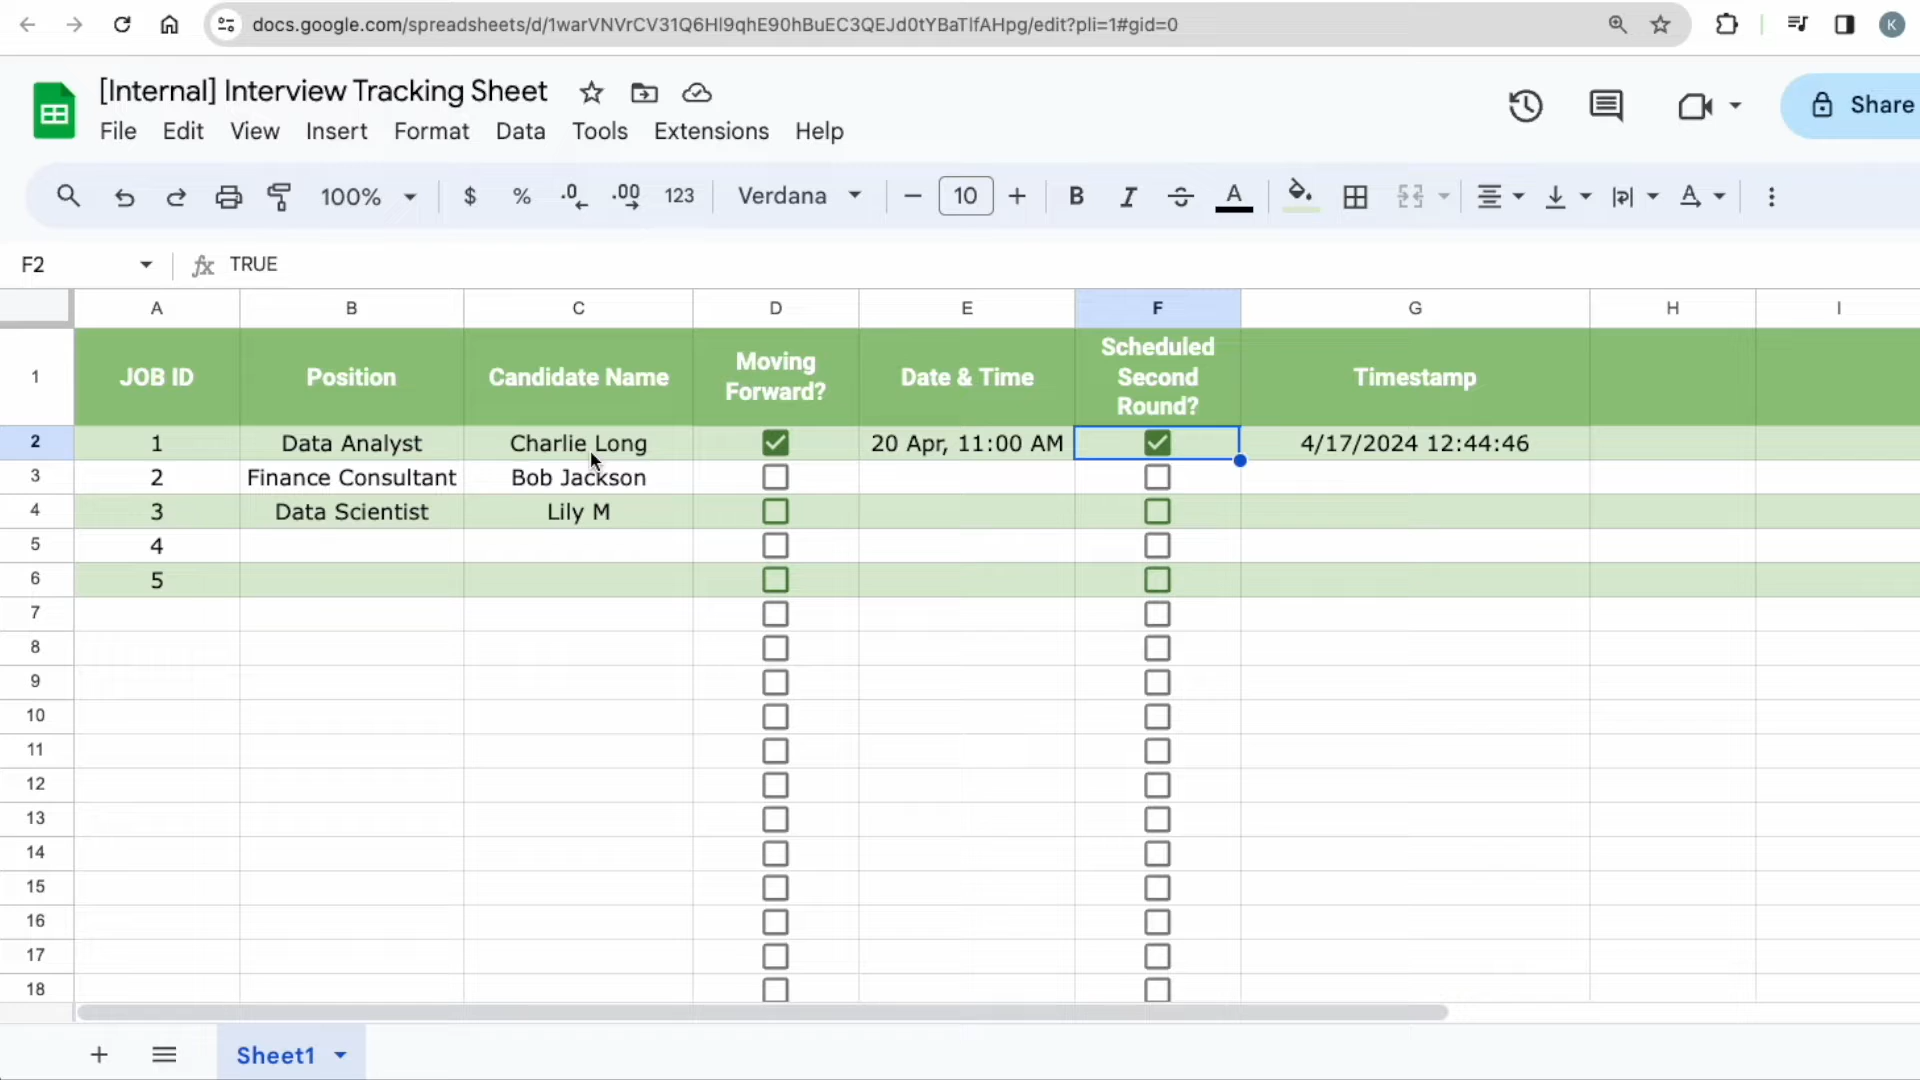 docs.google.com/spreadsheets/d/1warVNVrCV31Q6Hl9qhE90hBuEC3QEJd0tYBaTlfAHpg/edit?pli=1#gid=0
K
[Internal] Interview Tracking Sheet
File Edit View Insert Format Data Tools Extensions Help
Share
100% $ % .0 .00 123 Verdana 10 B I S A A
F2 fx TRUE
A B C D E F G H I
1 JOB ID Position Candidate Name Moving Forward? Date & Time Scheduled Second Round? Timestamp
2 1 Data Analyst Charlie Long 20 Apr, 11:00 AM 4/17/2024 12:44:46
3 2 Finance Consultant Bob Jackson
4 3 Data Scientist Lily M
5 4
6 5
7
8
9
10
11
12
13
14
15
16
17
18
Sheet1